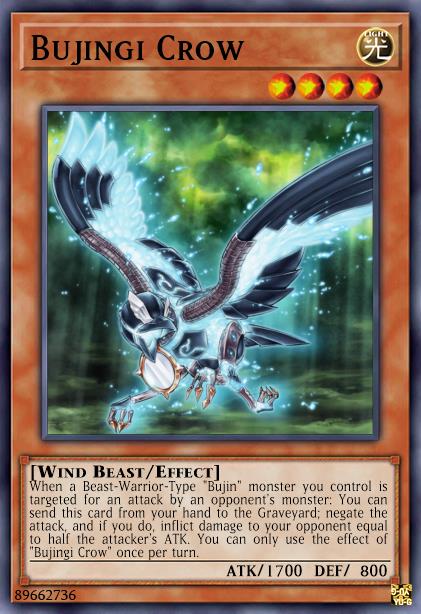 Bujingi Crow
LIGHT
光
[Wind Beast/Effect]
When a Beast-Warrior-Type "Bujin" monster you control is
targeted for an attack by an opponent's monster: You can
send this card from your hand to the Graveyard; negate the
attack, and if you do, inflict damage to your opponent equal
to half the attacker's ATK. You can only use the effect of
"Bujingi Crow" once per turn.
ATK/1700 DEF/ 800
89662736